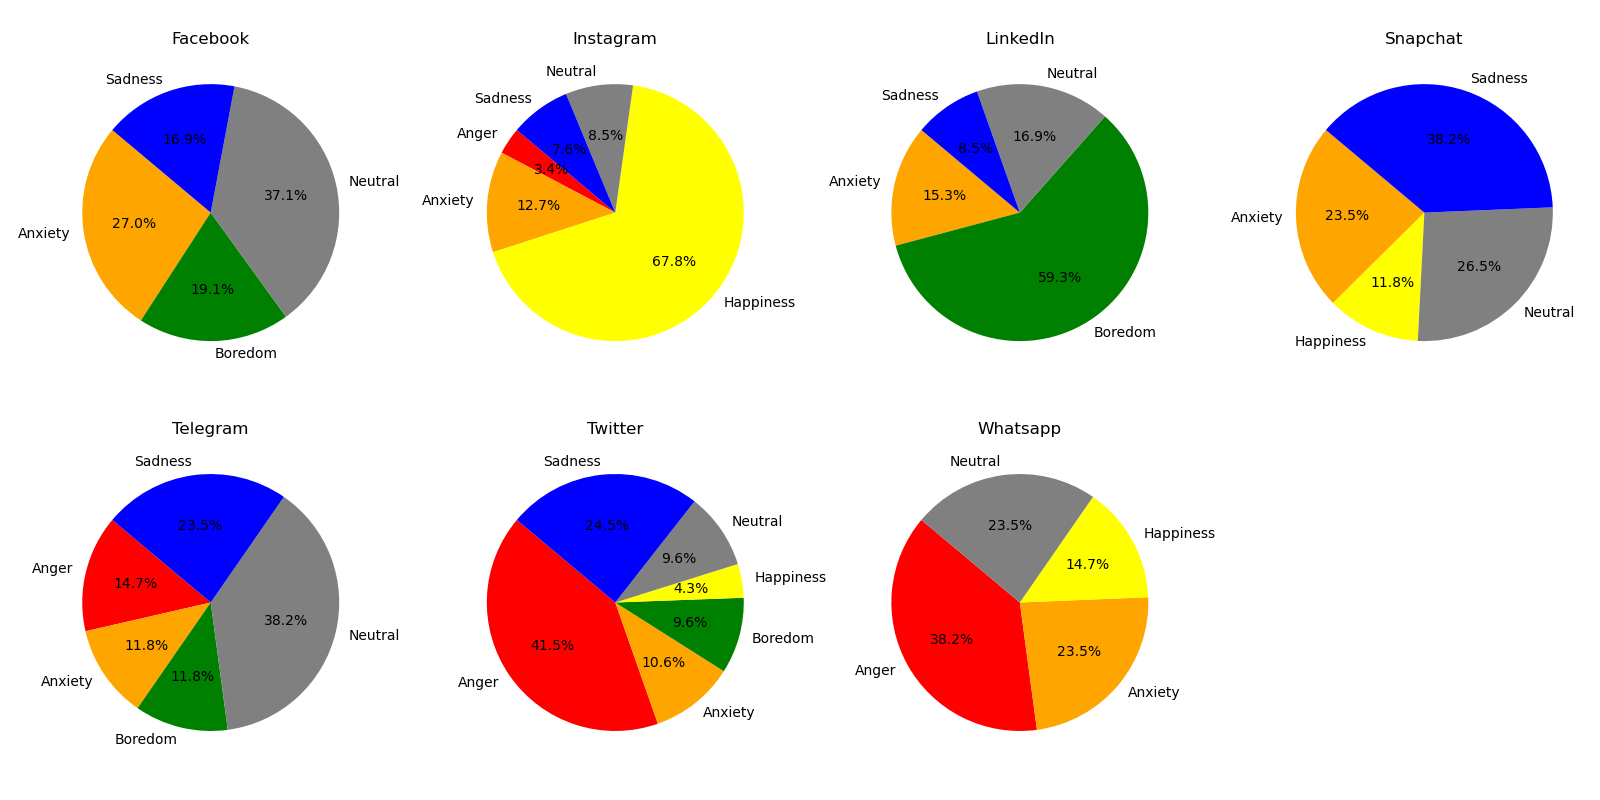 Facebook
Sadness
16.9%
Neutral
37.1%
Anxiety
27.0%
19.1%
Boredom
Instagram
Neutral
Sadness
8.5%
Anger
7.6%
3.4%
Anxiety
12.7%
67.8%
Happiness
LinkedIn
Neutral
Sadness
16.9%
8.5%
Anxiety
15.3%
59.3%
Boredom
Snapchat
Sadness
38.2%
Anxiety
23.5%
26.5%
11.8%
Neutral
Happiness
Telegram
Sadness
23.5%
Anger
14.7%
38.2%
Neutral
11.8%
Anxiety
11.8%
Boredom
Twitter
Sadness
24.5%
Neutral
9.6%
Happiness
4.3%
9.6%
Boredom
41.5%
10.6%
Anger
Anxiety
Whatsapp
Neutral
23.5%
Happiness
14.7%
38.2%
23.5%
Anger
Anxiety